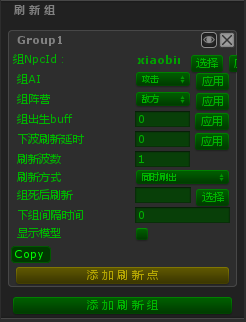 刷新组
Group1
组NpcId: xiaobin 选择
组AI 攻击 应用
组阵营 敌方 应用
组出生buff 0 应用
下波刷新延时 0 应用
刷新波数 1
刷新方式 同时刷出
组死后刷新 选择
下组间隔时间 0
显示模型
Copy
添加刷新点
添加刷新组